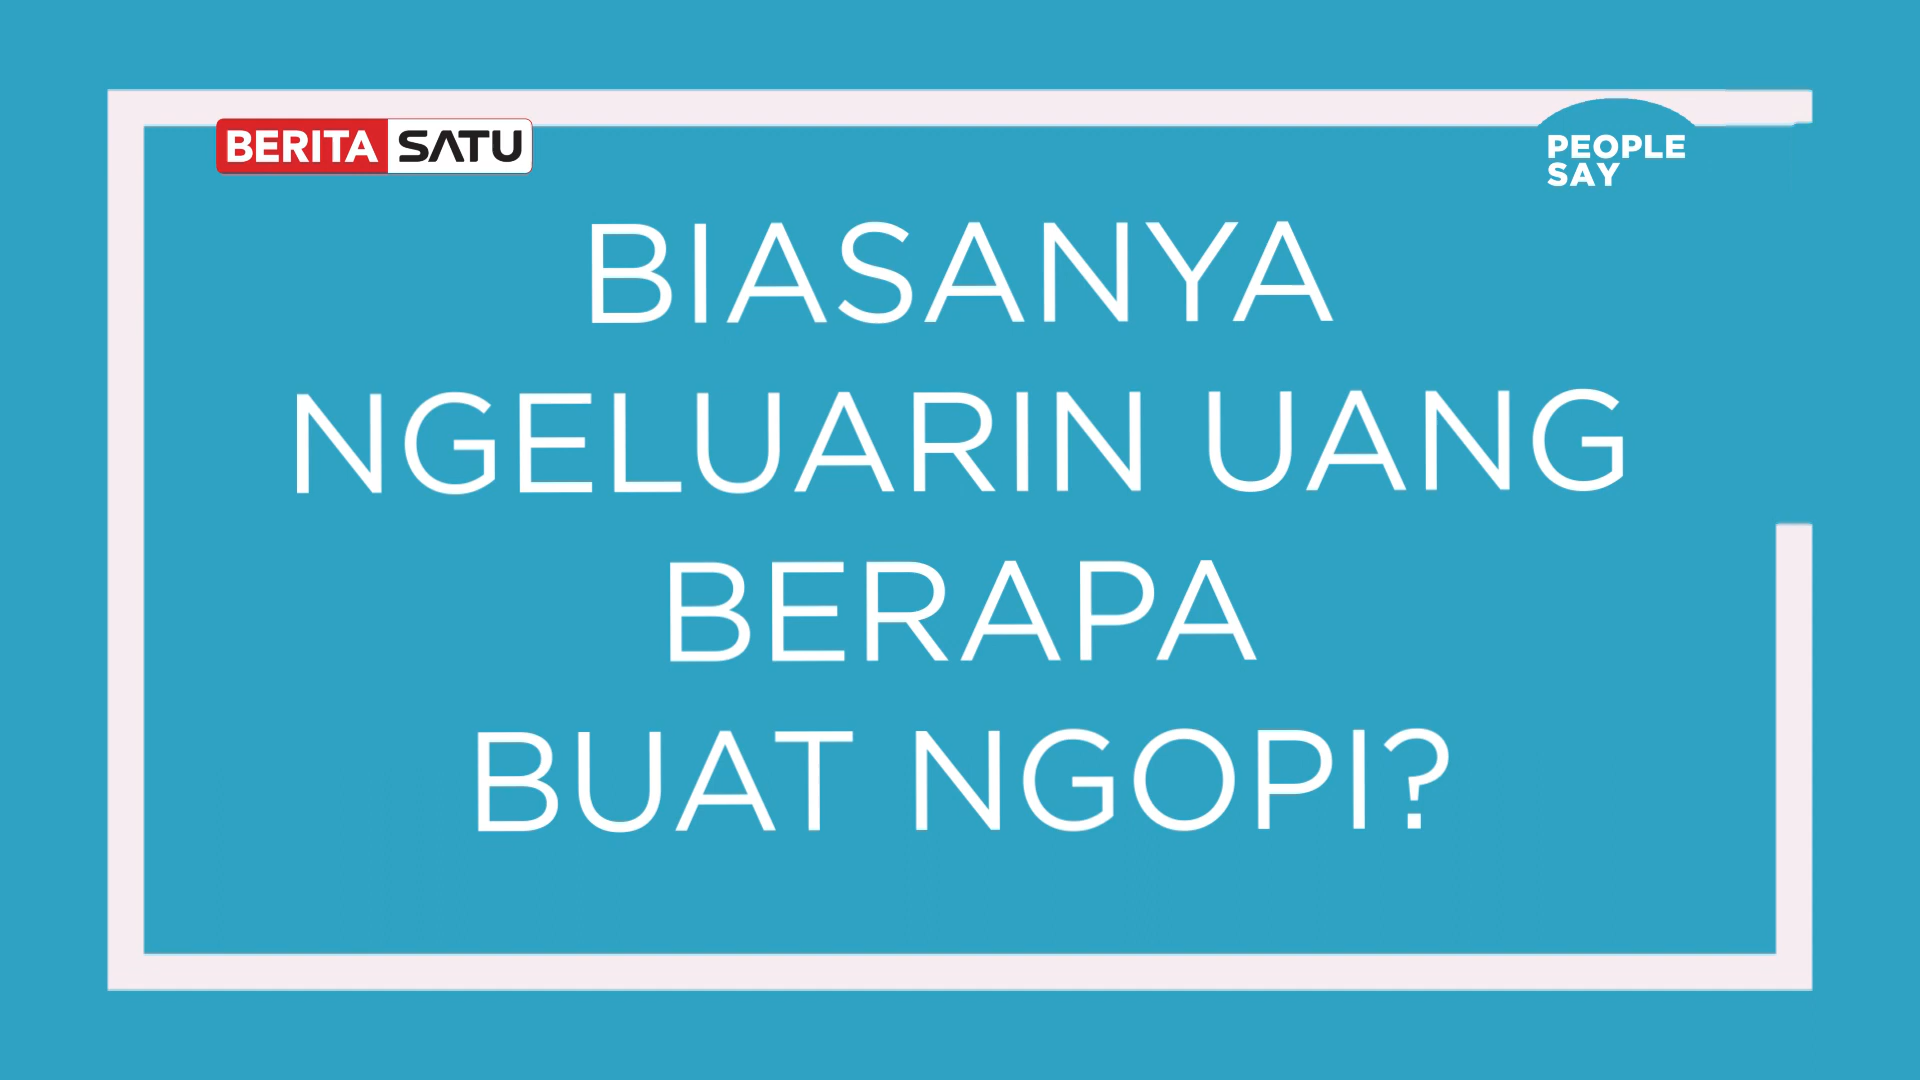 BERITA SATU
PEOPLE
SAY
BIASANYA
NGELUARIN UANG
BERAPA
BUAT NGOPI?